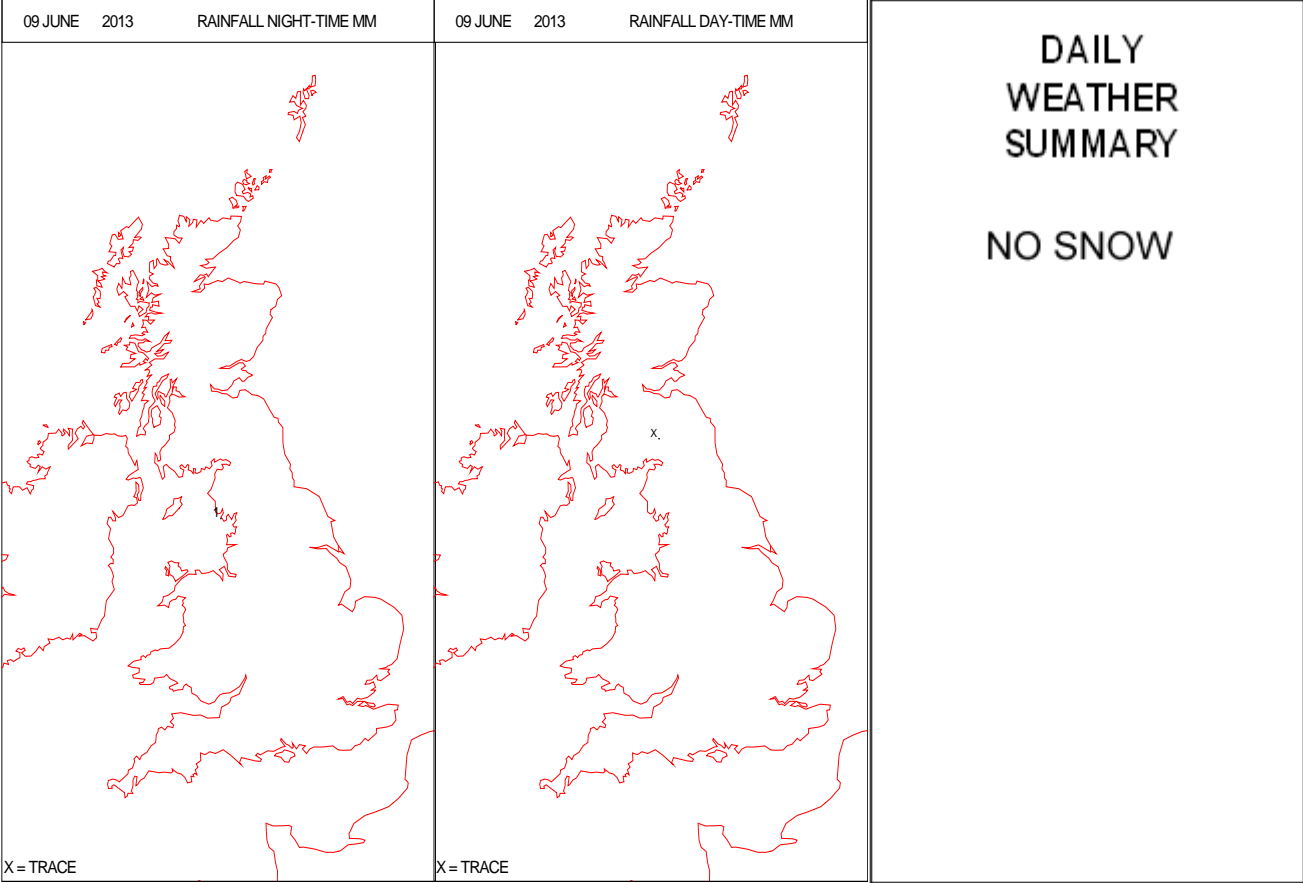 09 JUNE 2013 RAINFALL NIGHT-TIME MM
X = TRACE
09 JUNE 2013 RAINFALL DAY-TIME MM
X
X = TRACE
DAILY
WEATHER
SUMMARY
NO SNOW